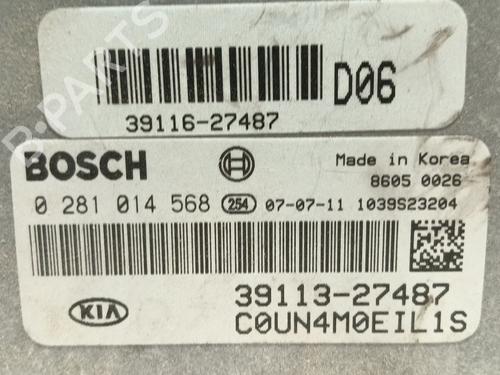 D06
39116-27487
BOSCH
Made in Korea
8605 0026
0 281 014 568 254 07-07-11 1039S23204
KIA
39113-27487
C0UN4M0EIL1S
B-PARTS